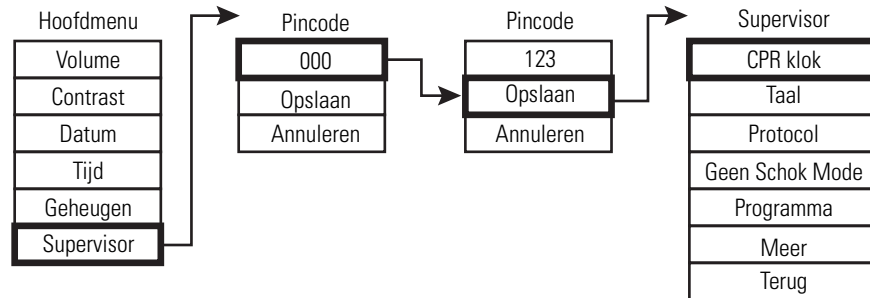 Hoofdmenu
Volume
Contrast
Datum
Tijd
Geheugen
Supervisor
Pincode
000
Opslaan
Annuleren
Pincode
123
Opslaan
Annuleren
Supervisor
CPR klok
Taal
Protocol
Geen Schok Mode
Programma
Meer
Terug